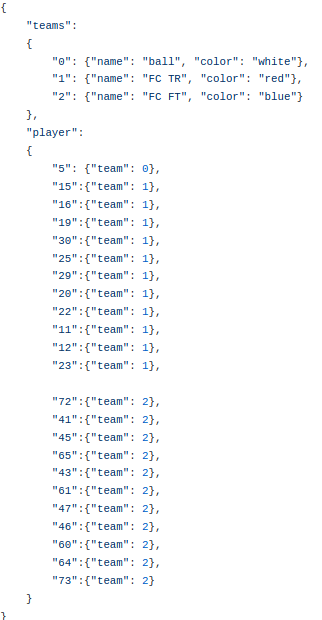 {
"teams":
{
"0": {"name": "ball", "color": "white"},
"1": {"name": "FC TR", "color": "red"},
"2": {"name": "FC FT", "color": "blue"}
},
"player":
{
"5": {"team": 0},
"15":{"team": 1},
"16":{"team": 1},
"19":{"team": 1},
"30":{"team": 1},
"25":{"team": 1},
"29":{"team": 1},
"20":{"team": 1},
"22":{"team": 1},
"11":{"team": 1},
"12":{"team": 1},
"23":{"team": 1},
"72":{"team": 2},
"41":{"team": 2},
"45":{"team": 2},
"65":{"team": 2},
"43":{"team": 2},
"61":{"team": 2},
"47":{"team": 2},
"46":{"team": 2},
"60":{"team": 2},
"64":{"team": 2},
"73":{"team": 2}
}
}